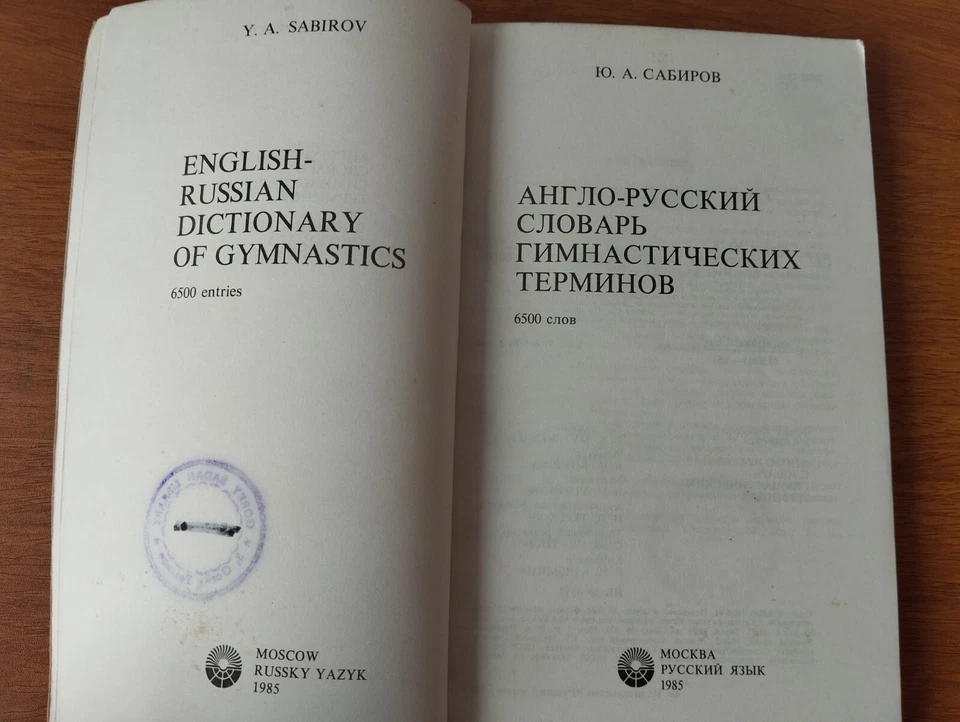 Y. A. SABIROV
ENGLISH-
RUSSIAN
DICTIONARY
OF GYMNASTICS
6500 entries
MOSCOW
RUSSKY YAZYK
1985
Ю. А. САБИРОВ
АНГЛО-РУССКИЙ
СЛОВАРЬ
ГИМНАСТИЧЕСКИХ
ТЕРМИНОВ
6500 слов
МОСКВА
РУССКИЙ ЯЗЫК
1985